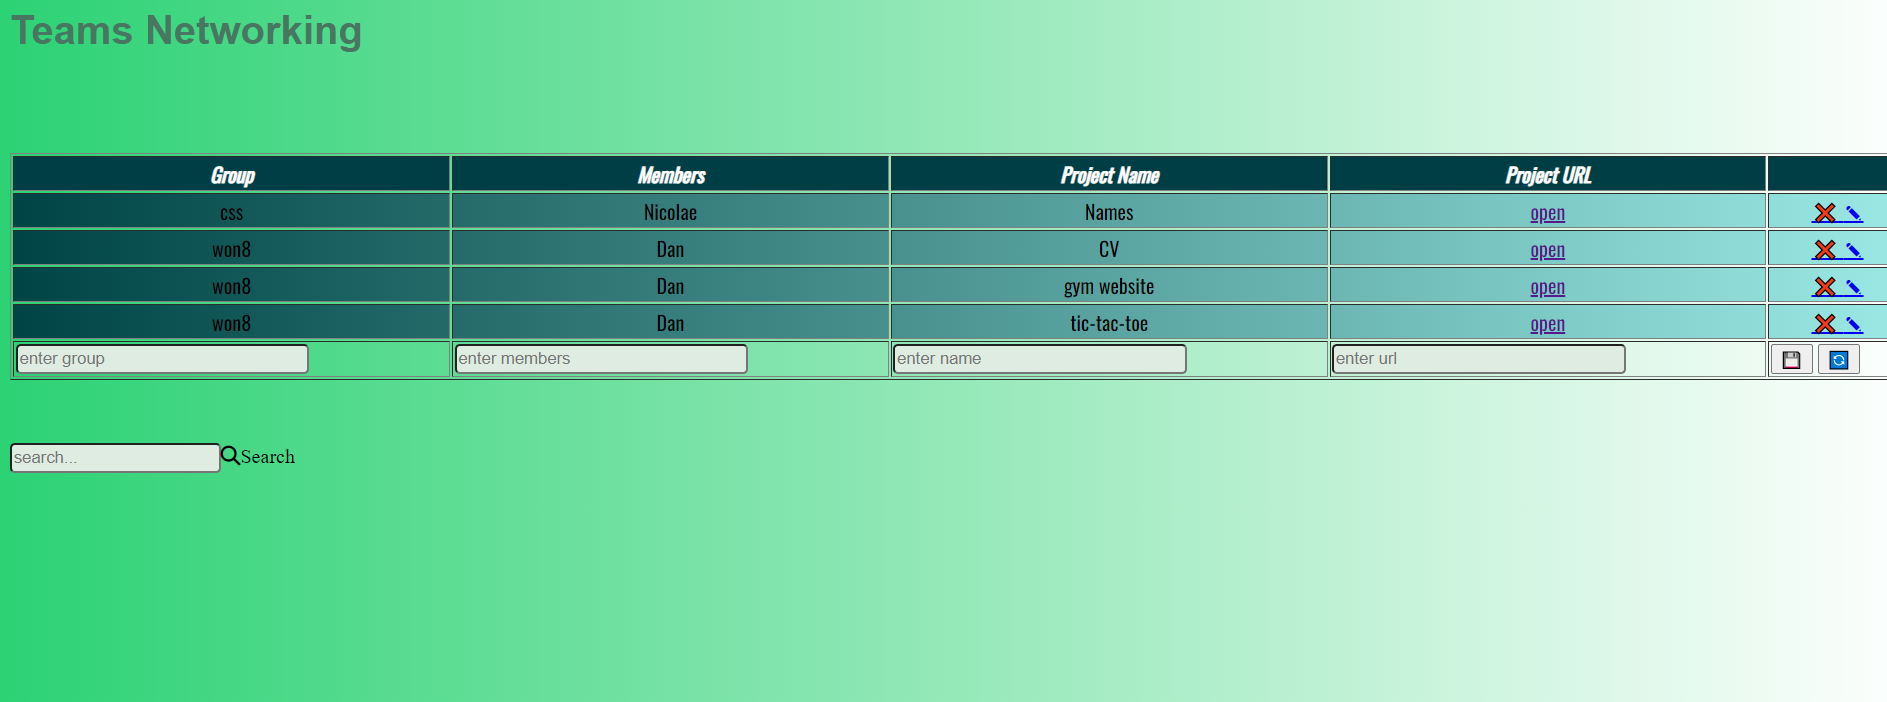 Teams Networking
Group Members Project Name Project URL
css Nicolae Names open
won8 Dan CV open
won8 Dan gym website open
won8 Dan tic-tac-toe open
enter group enter members enter name enter url
search... Search